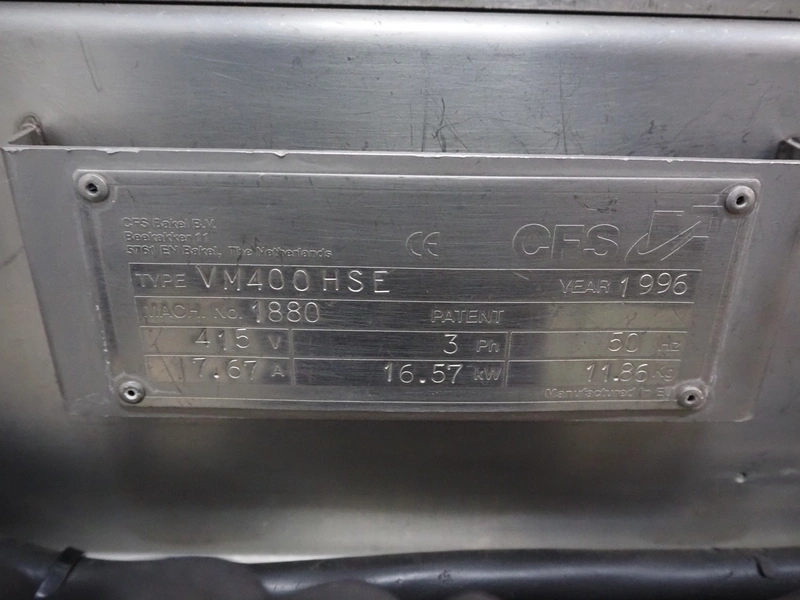 CFS Bakel B.V.
Beekakker 11
5761 EN Bakel, The Netherlands
CE CFS
TYPE VM400HSE YEAR 1996
MACH. No. 1880 PATENT
415 V 3 Ph 50 Hz
17.67 A 16.57 kW 11.86 Kg
Manufactured in